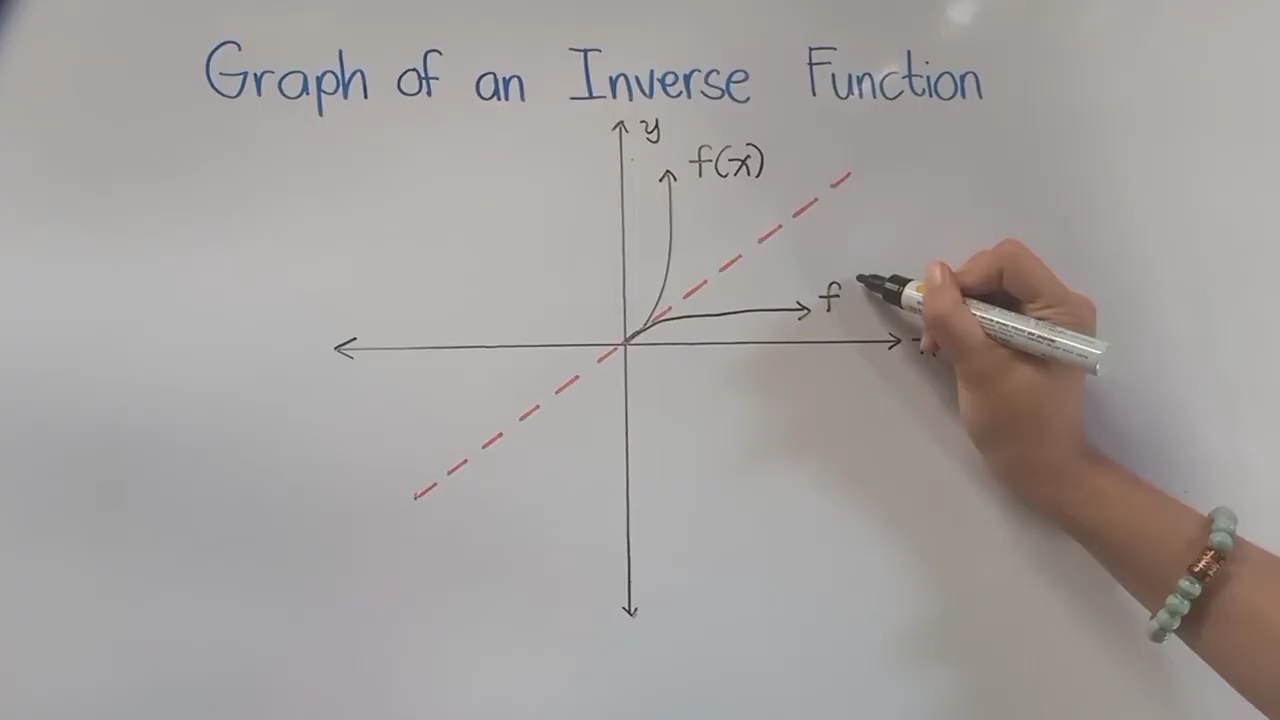 Graph of an Inverse Function
y
f(x)
f